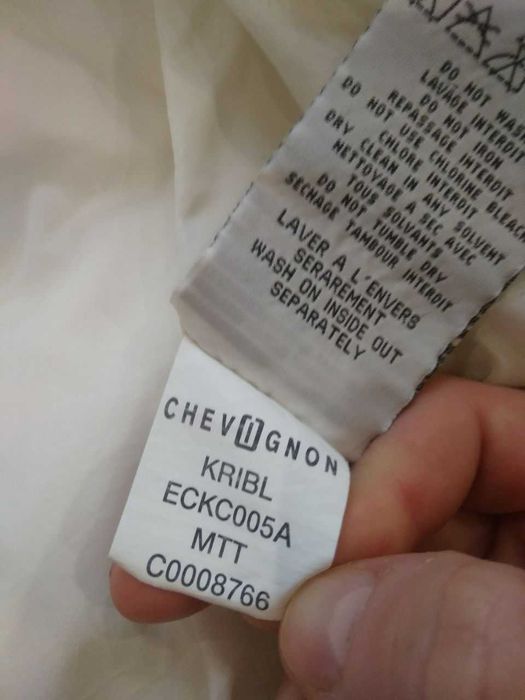 DO NOT WASH
LAVAGE INTERDIT
DO NOT IRON
REPASSAGE INTERDIT
DO NOT USE CHLORINE BLEACH
CHLORE INTERDIT
DRY CLEAN IN ANY SOLVENT
NETTOYAGE A SEC AVEC
TOUS SOLVANTS
DO NOT TUMBLE DRY
SECHAGE TAMBOUR INTERDIT
LAVER A L'ENVERS
SERAREMENT
WASH ON INSIDE OUT
SEPARATELY
CHEVIGNON
KRIBL
ECKC005A
MTT
C0008766